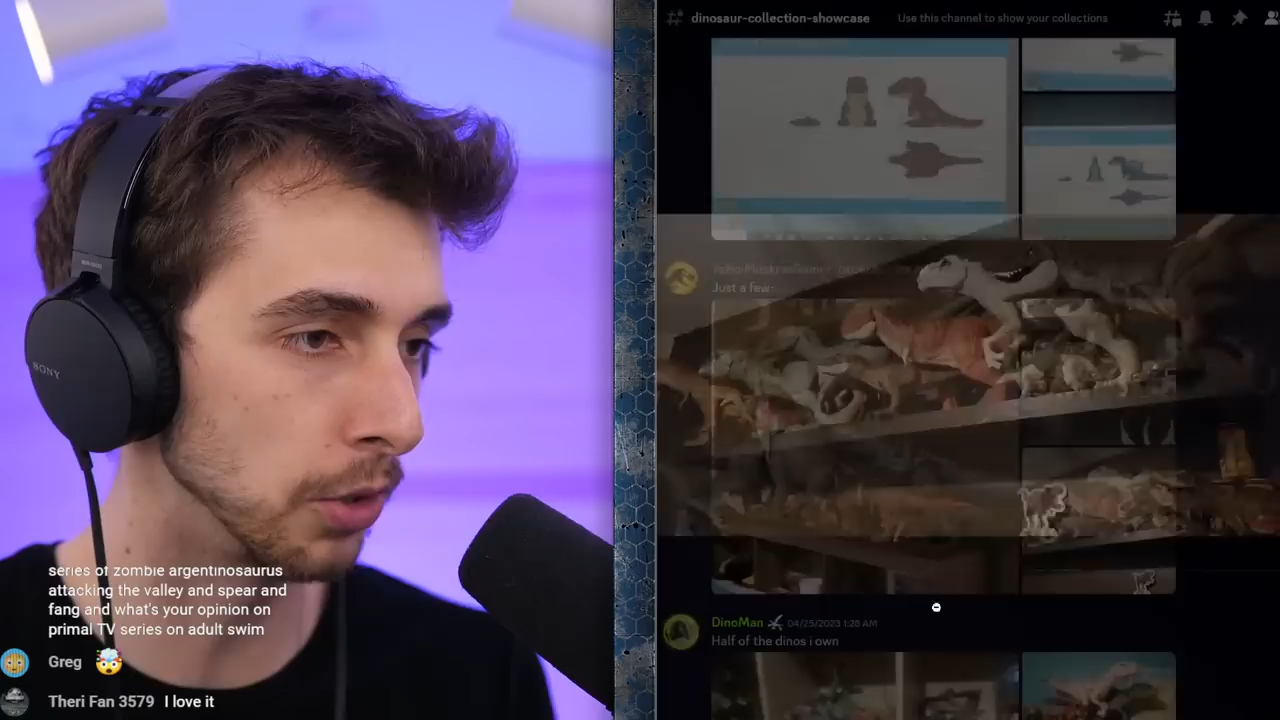 dinosaur-collection-showcase
Use this channel to show your collections
Just a few:
SONY
DinoMan 04/25/2023 1:28 AM
Half of the dinos i own
series of zombie argentinosaurus
attacking the valley and spear and
fang and what's your opinion on
primal TV series on adult swim
Greg
Theri Fan 3579 I love it